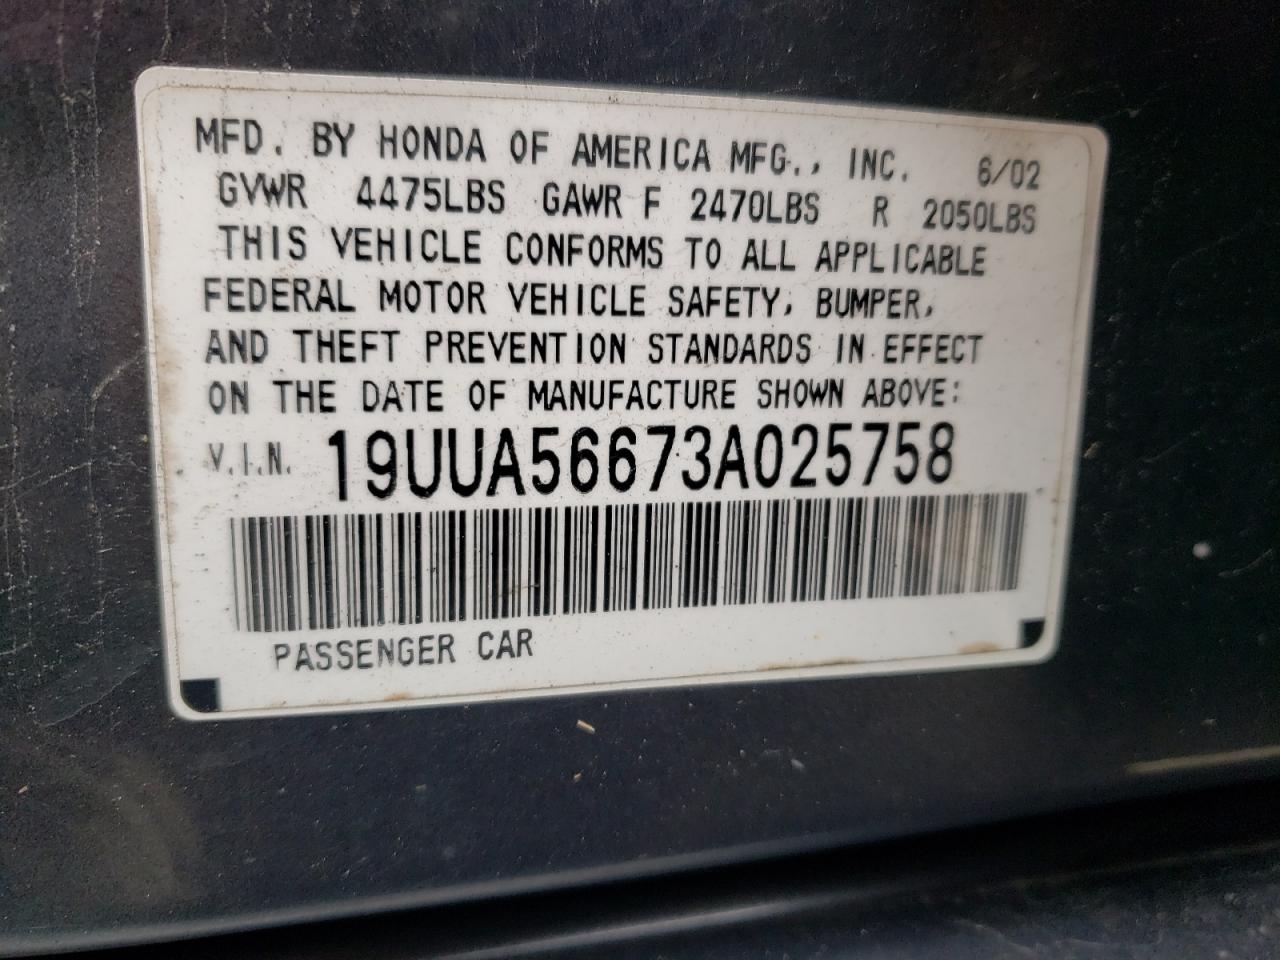 MFD. BY HONDA OF AMERICA MFG., INC. 6/02
GVWR 4475LBS GAWR F 2470LBS R 2050LBS
THIS VEHICLE CONFORMS TO ALL APPLICABLE
FEDERAL MOTOR VEHICLE SAFETY, BUMPER,
AND THEFT PREVENTION STANDARDS IN EFFECT
ON THE DATE OF MANUFACTURE SHOWN ABOVE:
V.I.N. 19UUA56673A025758
PASSENGER CAR